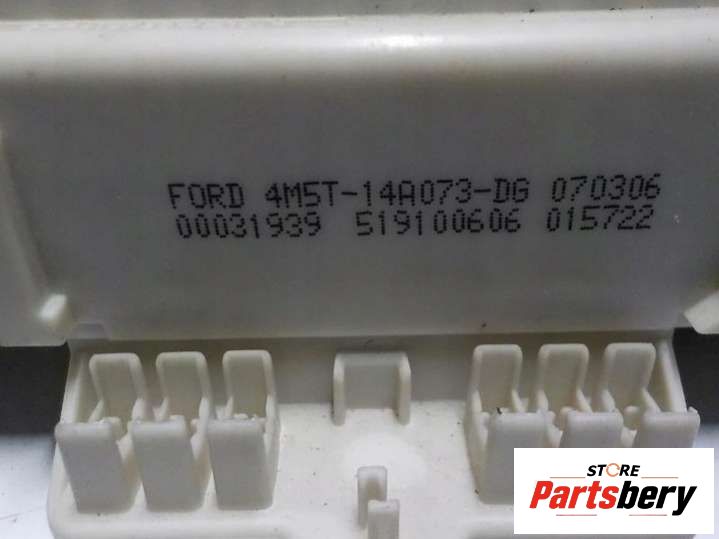 FORD 4M5T-14A073-DG 070306
00031939 519100606 015722
STORE
Partsbery